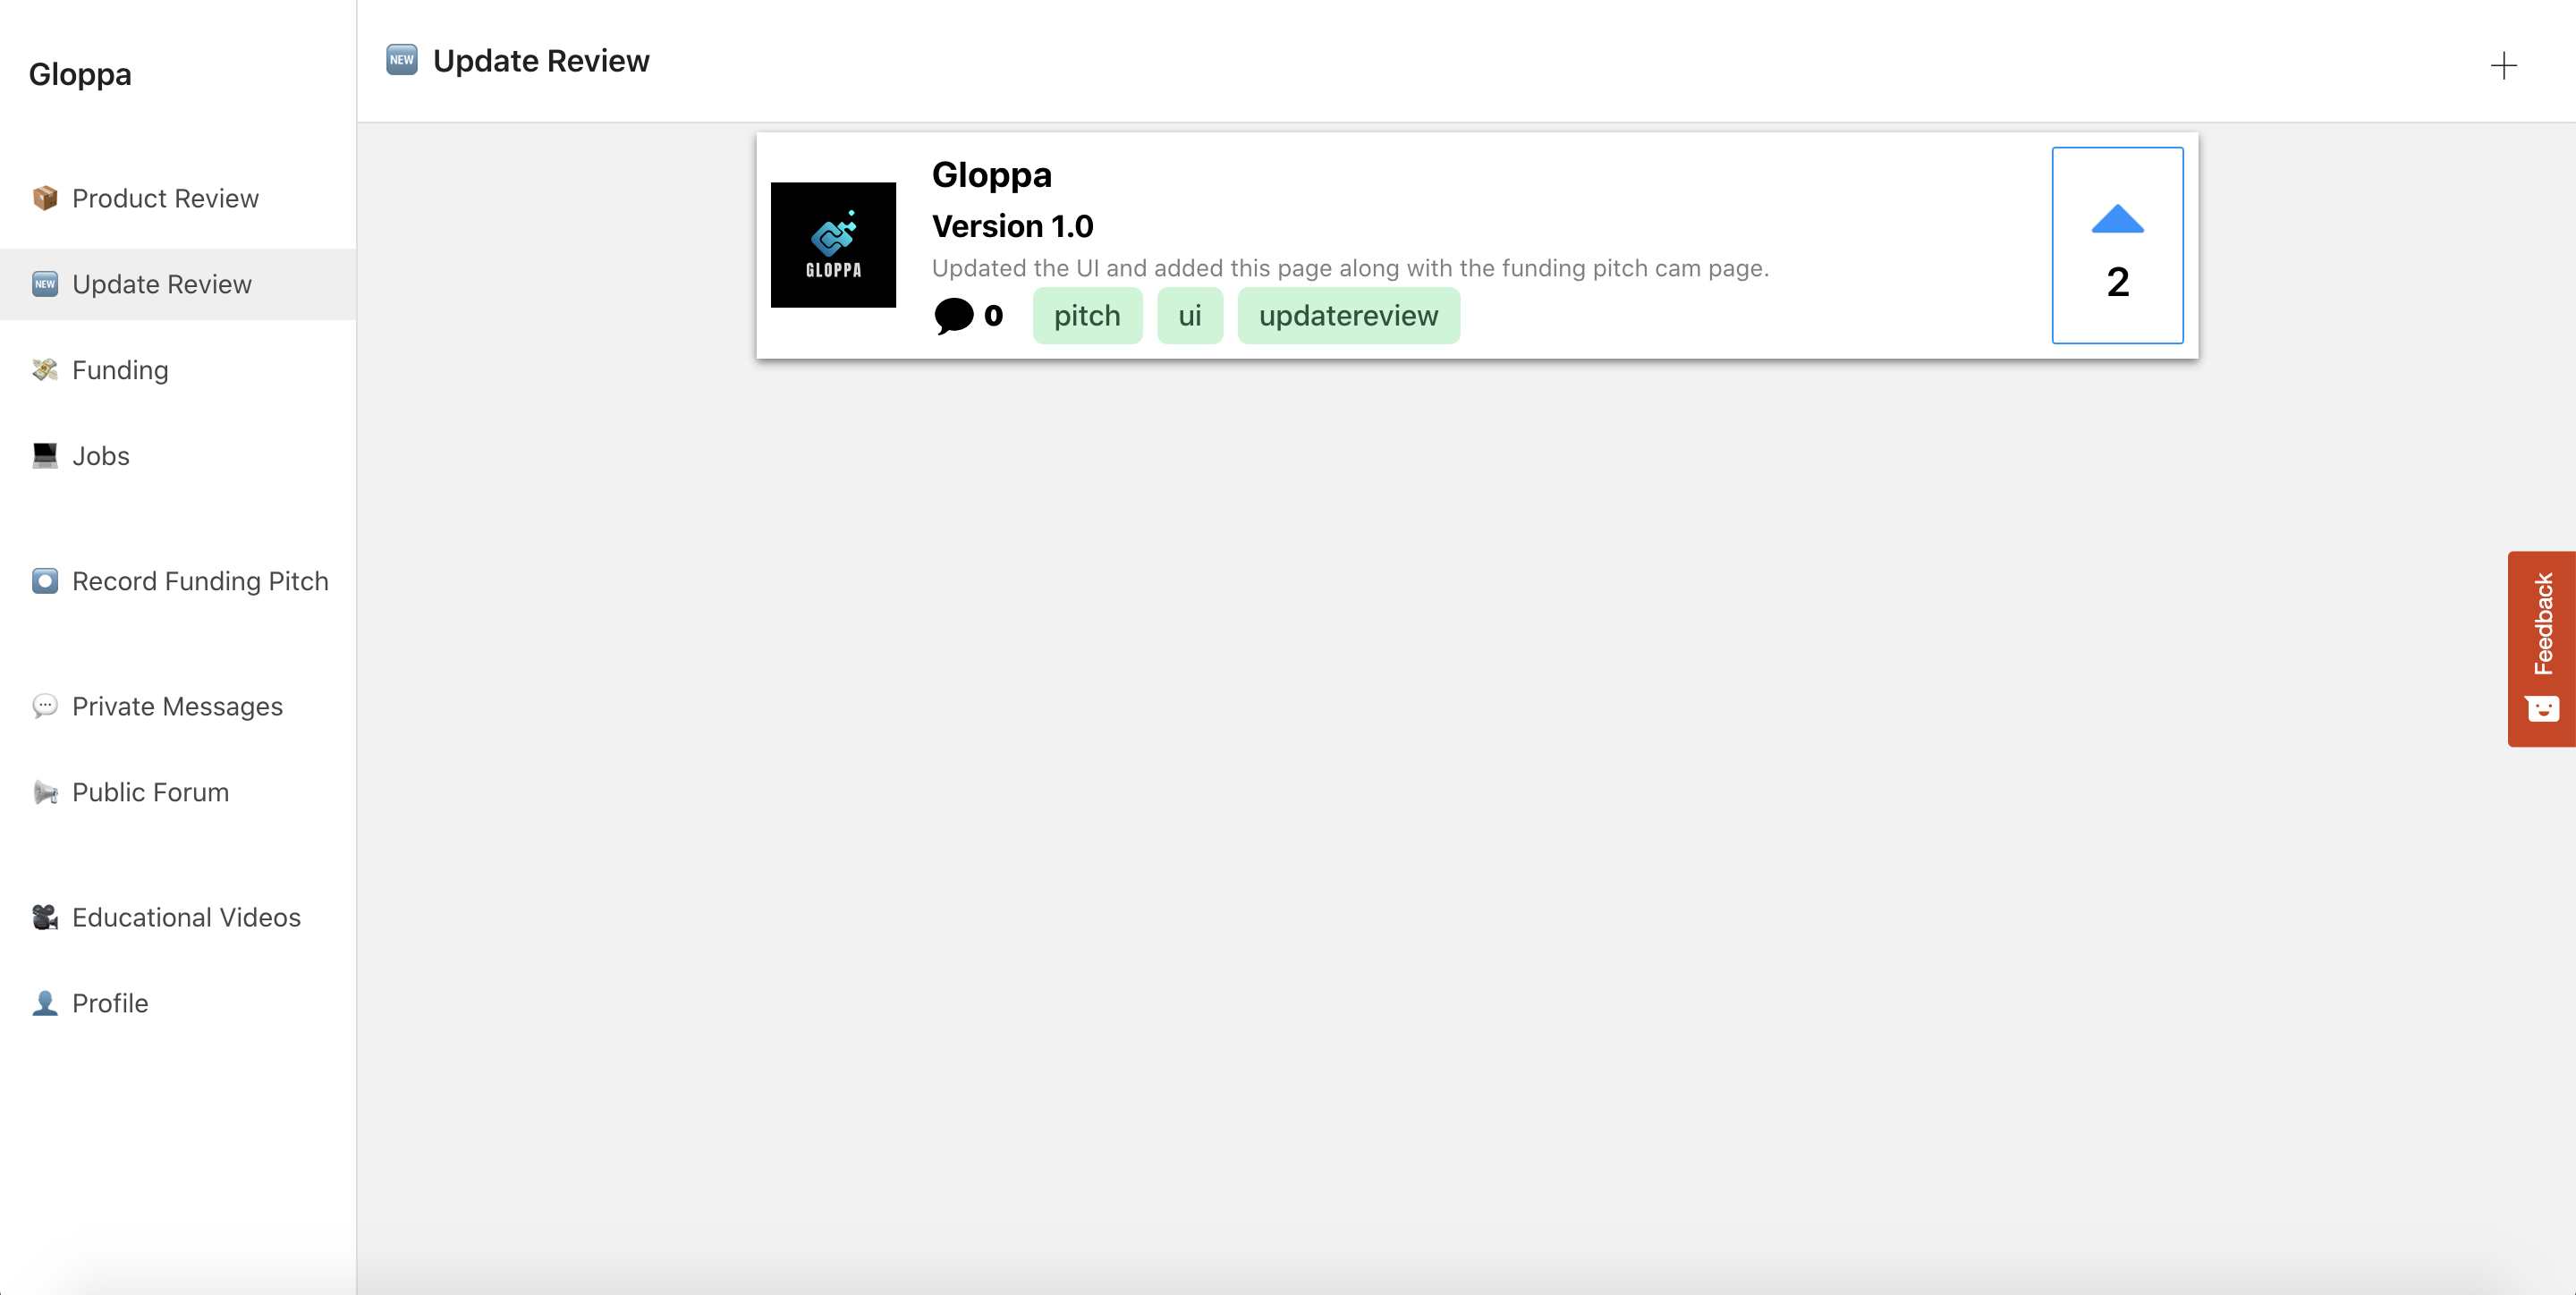 Gloppa
Product Review
NEW Update Review
Funding
Jobs
Record Funding Pitch
Private Messages
Public Forum
Educational Videos
Profile
NEW Update Review
GLOPPA
Gloppa
Version 1.0
Updated the UI and added this page along with the funding pitch cam page.
0 pitch ui updatereview
2
Feedback